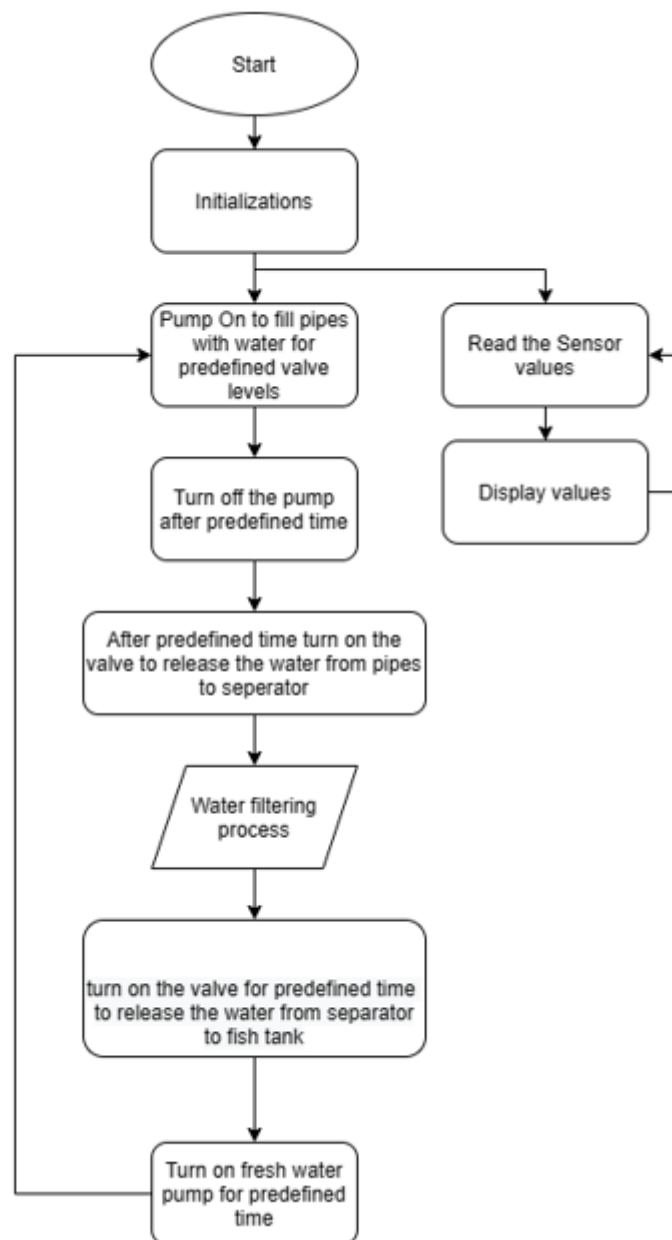 Start
Initializations
Pump On to fill pipes
with water for
predefined valve
levels
Read the Sensor
values
Turn off the pump
after predefined time
Display values
After predefined time turn on the
valve to release the water from pipes
to seperator
Water filtering
process
turn on the valve for predefined time
to release the water from separator
to fish tank
Turn on fresh water
pump for predefined
time